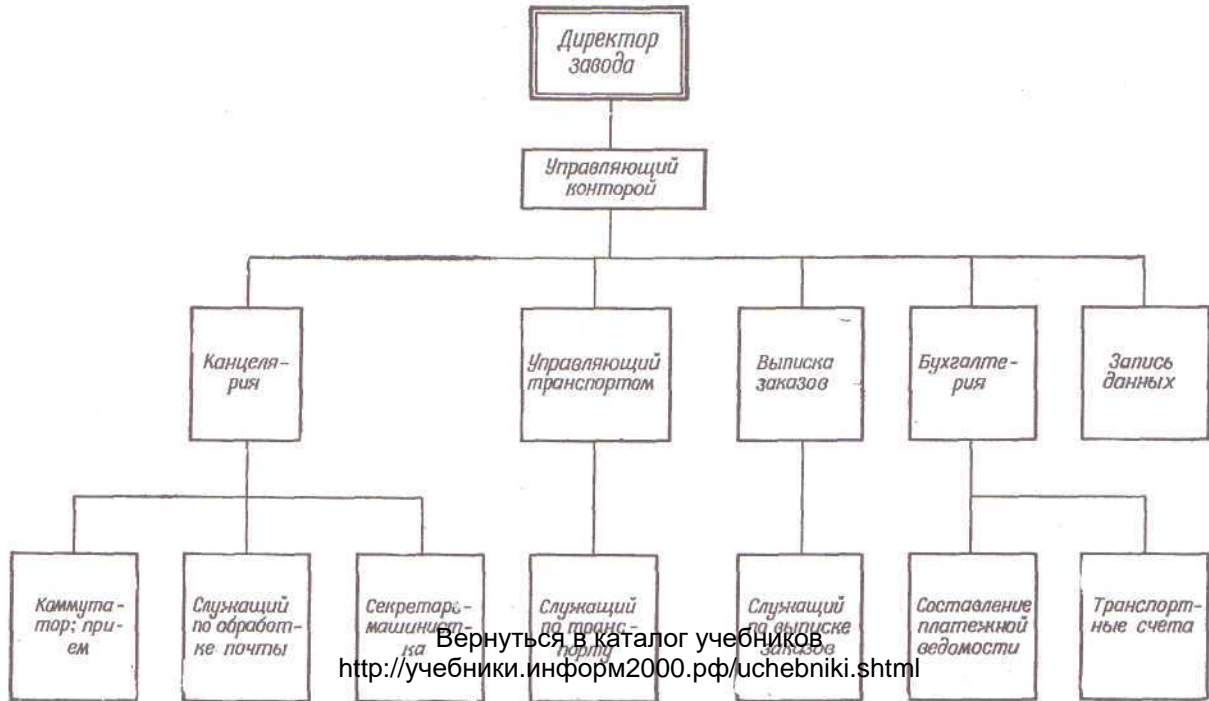 Директор
завода
Управляющий
конторой
Канцеля-
рия
Управляющий
транспортом
Выписка
заказов
Бухгалте-
рия
Запись
данных
Коммута-
тор; при-
ем
Служащий
по обработ-
ке почты
Секретарь-
машинист-
ка
Служащий
по транс-
порту
Служащий
по выписке
заказов
Составление
платежной
ведомости
Транспорт-
ные счета
Вернуться в каталог учебников
http://учебники.информ2000.рф/uchebniki.shtml